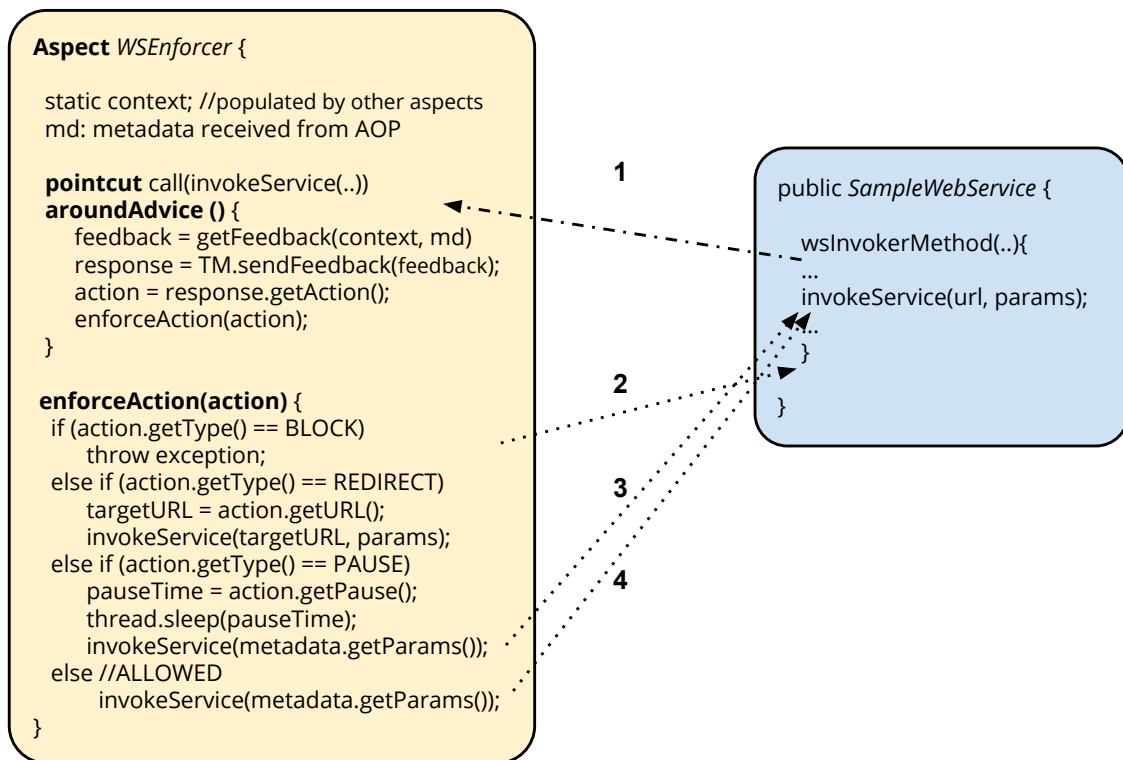 Aspect WSEnforcer {
static context; //populated by other aspects
md: metadata received from AOP
pointcut call(invokeService(..))
aroundAdvice () {
feedback = getFeedback(context, md)
response = TM.sendFeedback(feedback);
action = response.getAction();
enforceAction(action);
}
enforceAction(action) {
if (action.getType() == BLOCK)
throw exception;
else if (action.getType() == REDIRECT)
targetURL = action.getURL();
invokeService(targetURL, params);
else if (action.getType() == PAUSE)
pauseTime = action.getPause();
thread.sleep(pauseTime);
invokeService(metadata.getParams());
else //ALLOWED
invokeService(metadata.getParams());
}
1
2
3
4
public SampleWebService {
wsInvokerMethod(..){
...
invokeService(url, params);
...
}
}